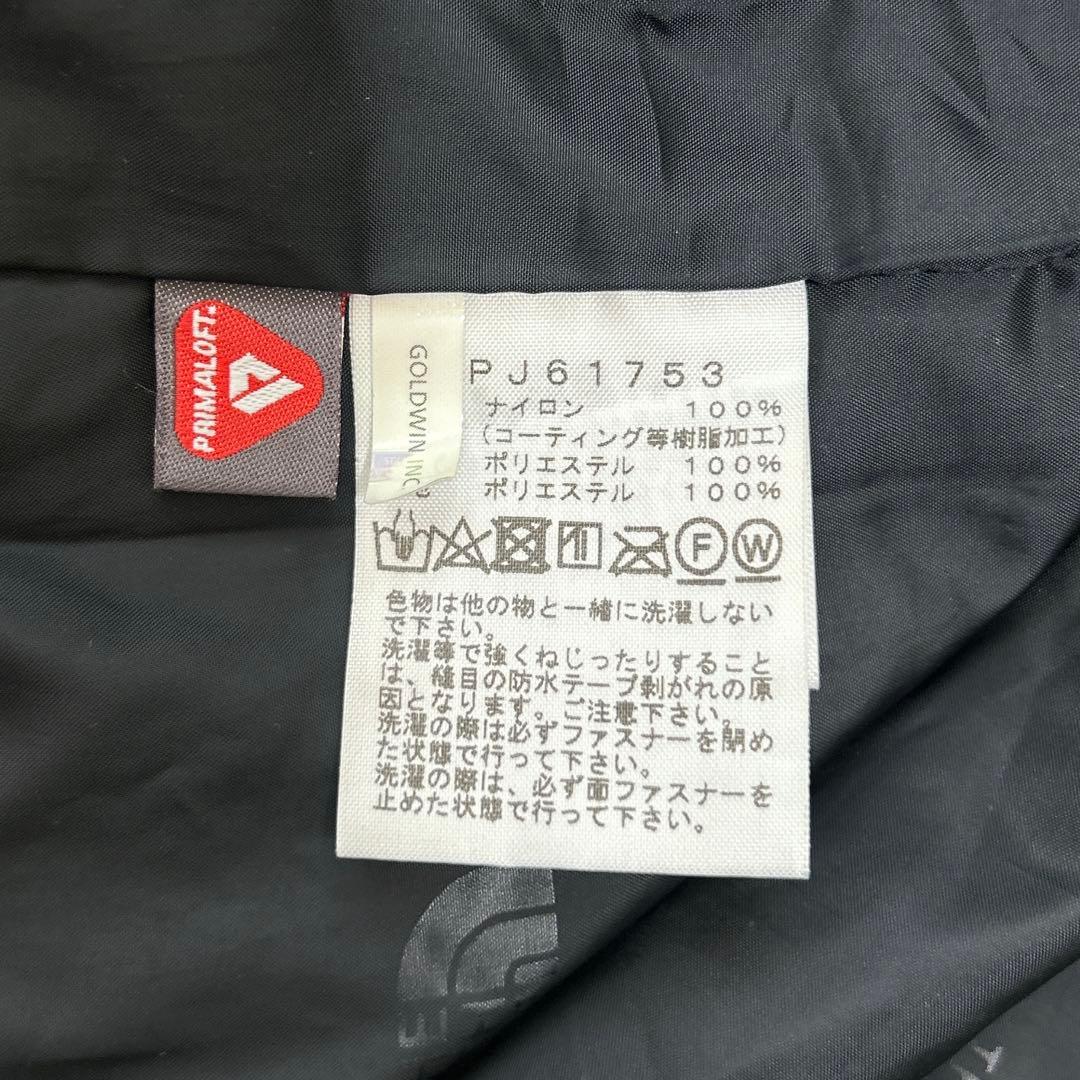 PRIMALOFT.
GOLDWIN INC
PJ61753
ナイロン 100%
(コーティング等樹脂加工)
ポリエステル 100%
ポリエステル 100%
F
W
色物は他の物と一緒に洗濯しない
で下さい。
洗濯等で強くねじったりすること
は、縫目の防水テープ剥がれの原
因となります。ご注意下さい。
洗濯の際は必ずファスナーを閉め
た状態で行って下さい。
洗濯の際は、必ず面ファスナーを
止めた状態で行って下さい。